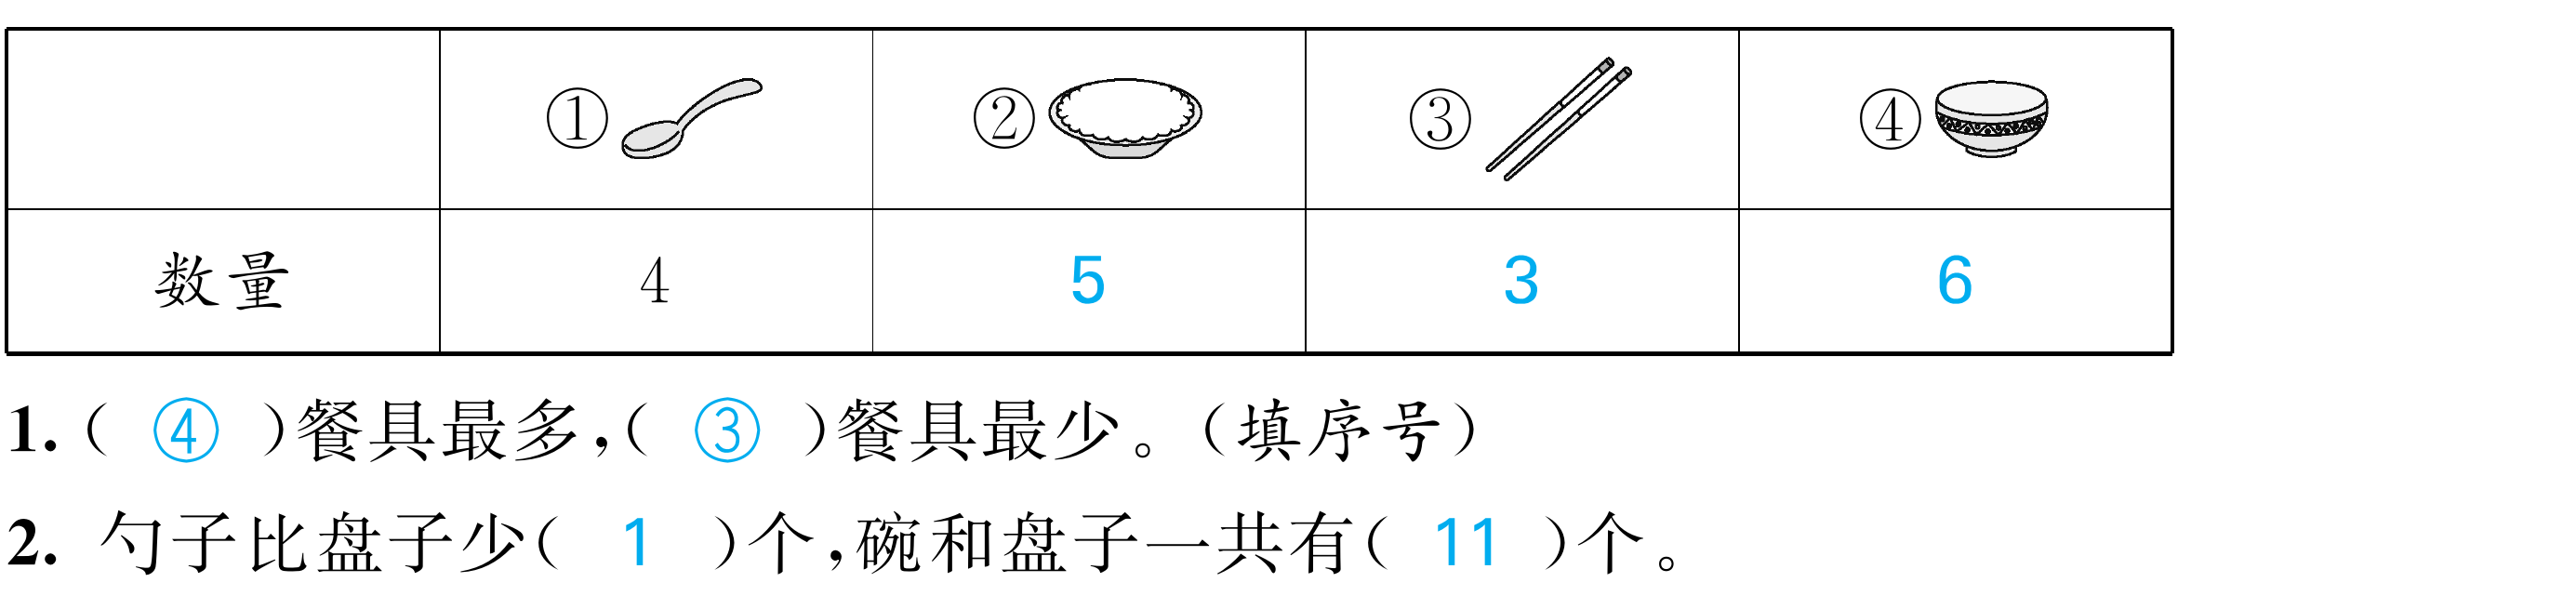 ① ② ③ ④
数量 4 5 3 6
1.( ④ )餐具最多,( ③ )餐具最少。(填序号)
2. 勺子比盘子少( 1 )个,碗和盘子一共有( 11 )个。